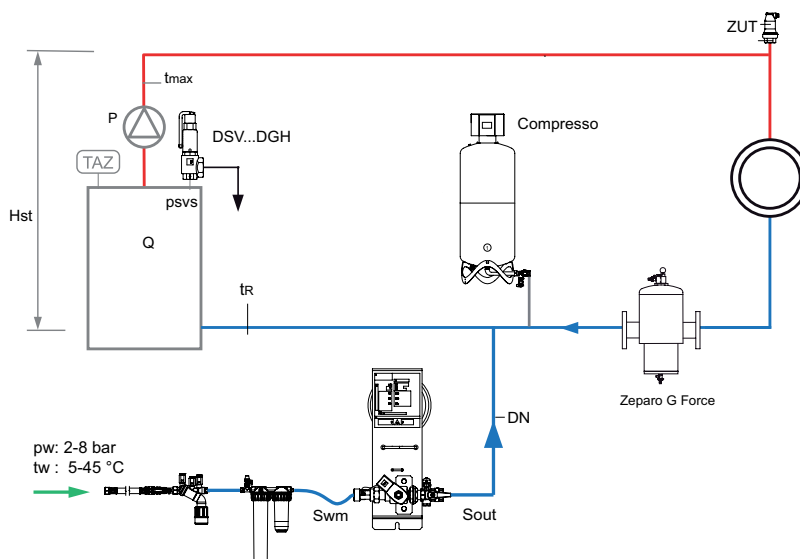 ZUT
tmax
P
DSV...DGH
Compresso
TAZ
psvs
Hst
Q
tR
Zeparo G Force
DN
pw: 2-8 bar
tw : 5-45 °C
Swm
Sout